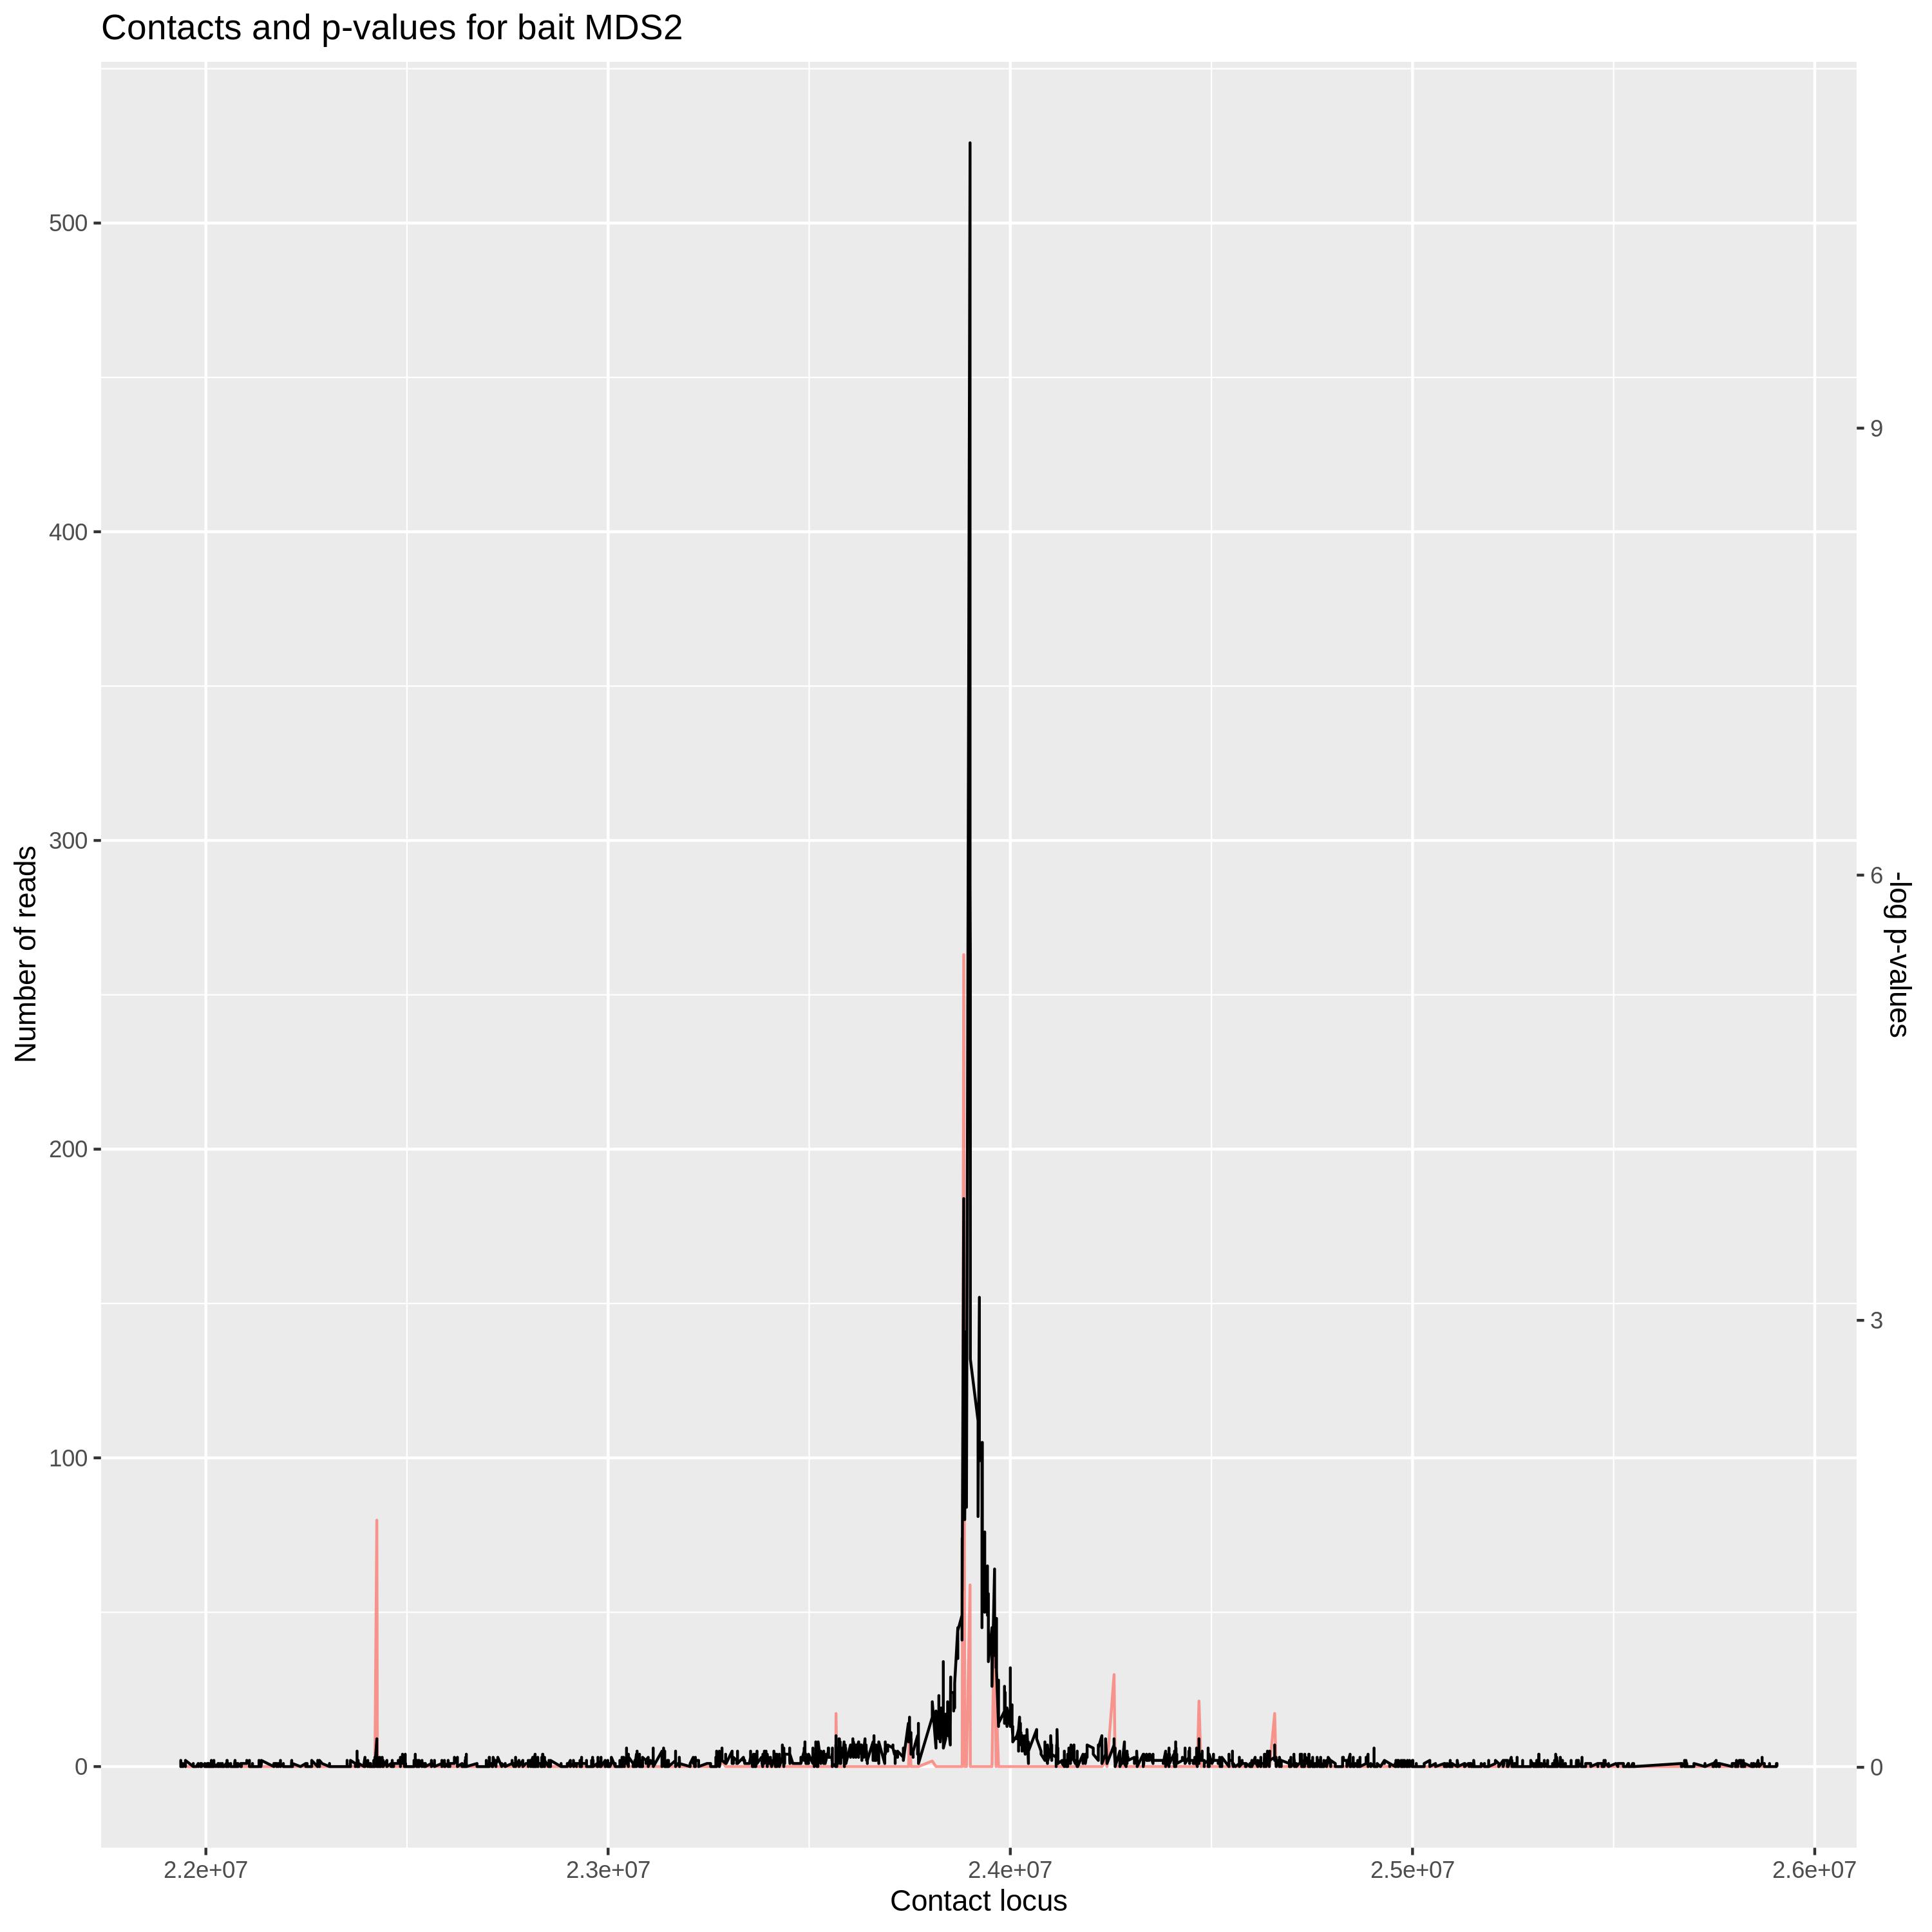 Contacts and p-values for bait MDS2
500
400
300
200
100
0
Number of reads
9
6
3
0
-log p-values
2.2e+07
2.3e+07
2.4e+07
2.5e+07
2.6e+07
Contact locus